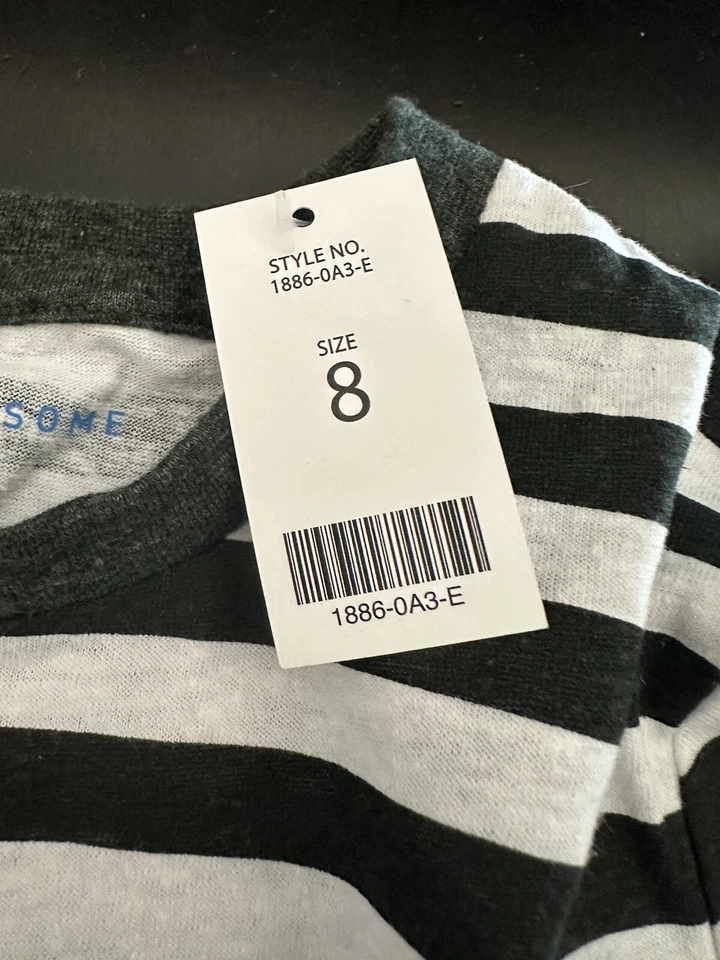 STYLE NO.
1886-0A3-E
SIZE
8
1886-0A3-E
SOME